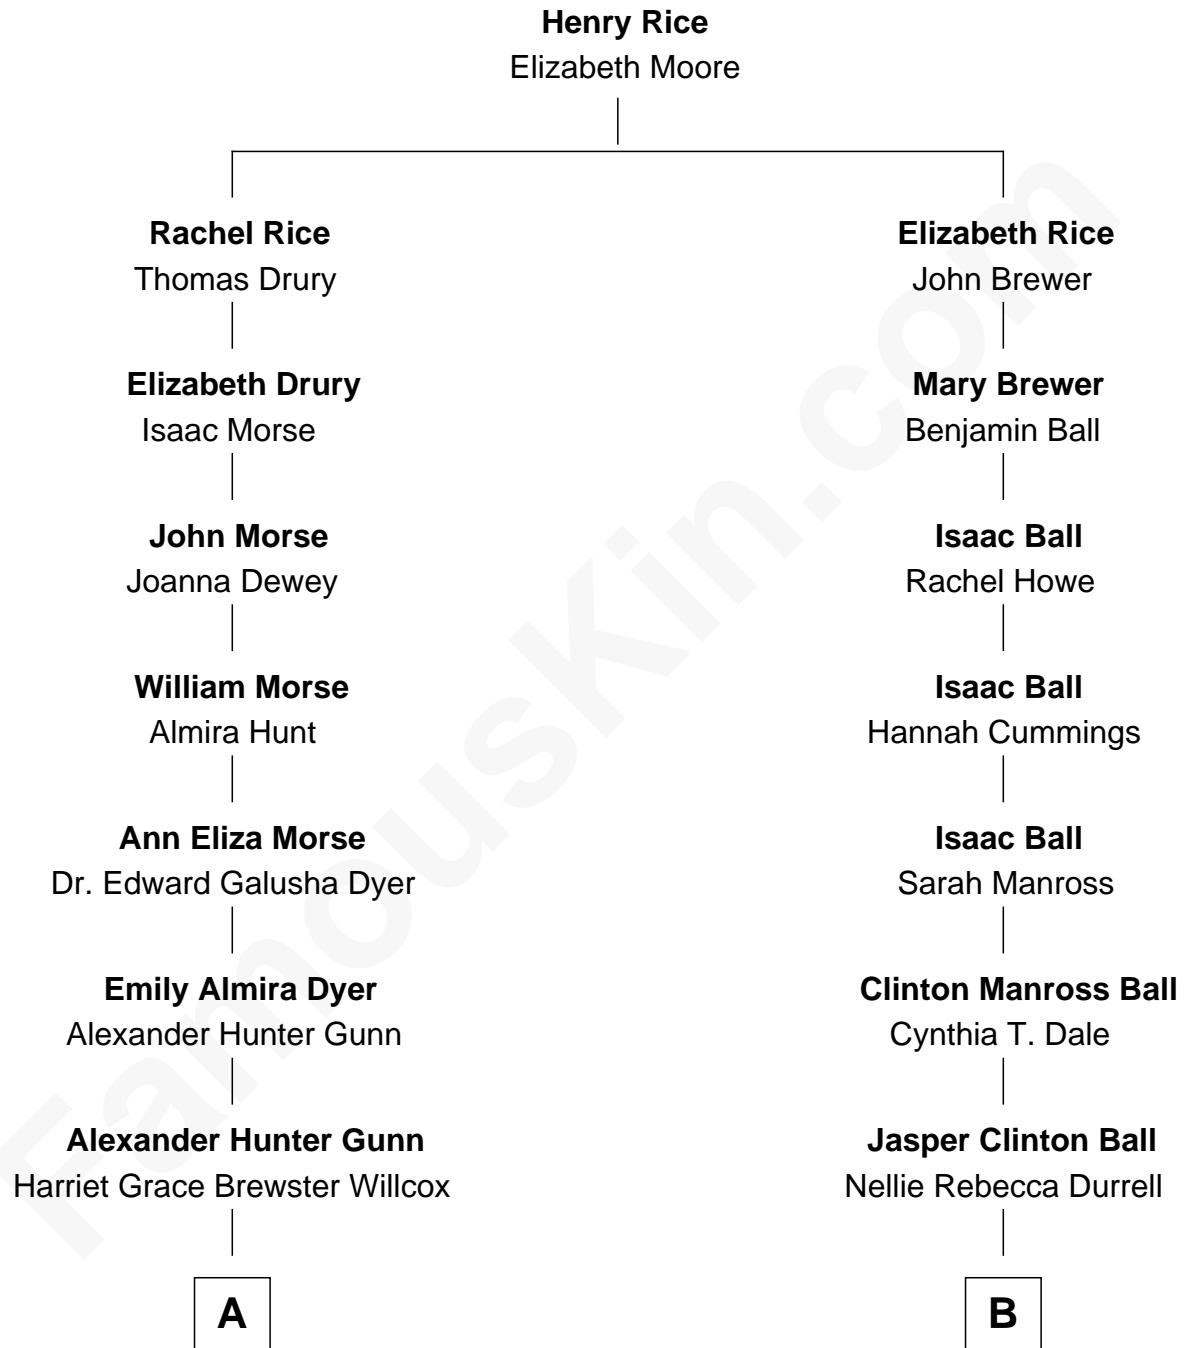 Henry Rice
Elizabeth Moore
Rachel Rice
Thomas Drury
Elizabeth Rice
John Brewer
Elizabeth Drury
Isaac Morse
Mary Brewer
Benjamin Ball
John Morse
Joanna Dewey
Isaac Ball
Rachel Howe
William Morse
Almira Hunt
Isaac Ball
Hannah Cummings
Ann Eliza Morse
Dr. Edward Galusha Dyer
Isaac Ball
Sarah Manross
Emily Almira Dyer
Alexander Hunter Gunn
Clinton Manross Ball
Cynthia T. Dale
Alexander Hunter Gunn
Harriet Grace Brewster Willcox
Jasper Clinton Ball
Nellie Rebecca Durrell
A
B
FamousKin.com